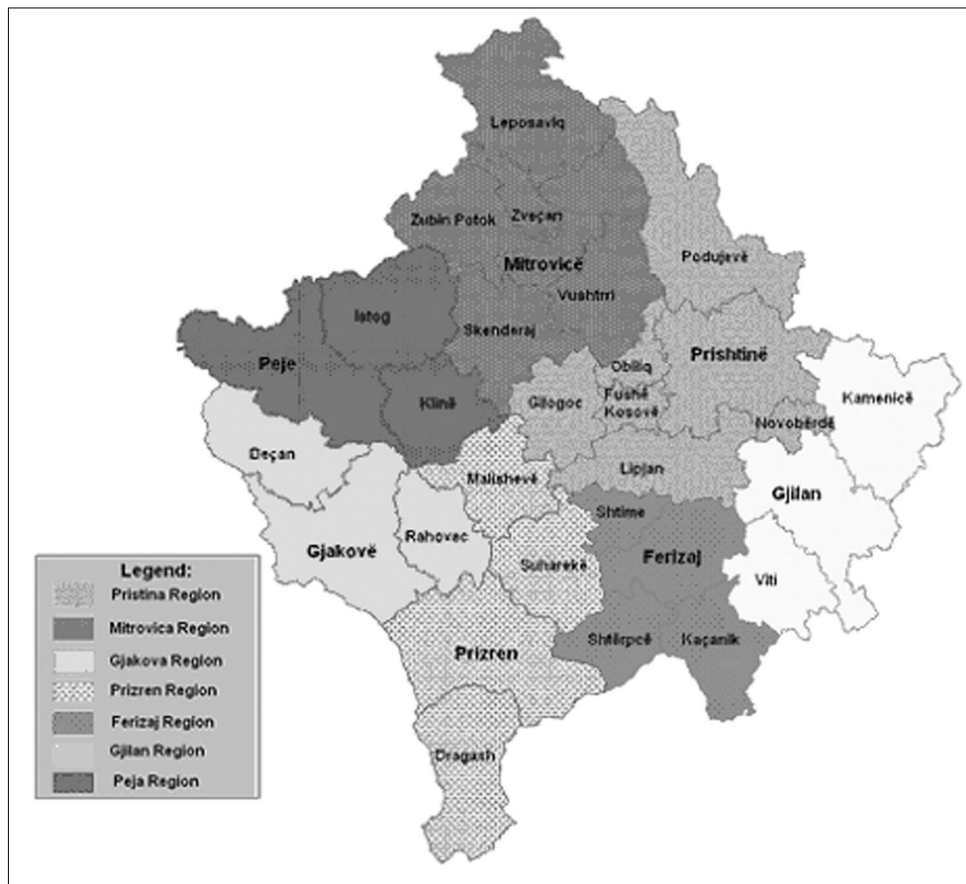 Leposaviq
Zubin Potok
Zveçan
Mitrovicë
Podujevë
Vushtrri
Istog
Skenderaj
Prishtinë
Peje
Obiliq
Kamenicë
Klinë
Gllogoc
Fushë
Kosovë
Novobërdë
Deçan
Lipjan
Malishevë
Gjilan
Shtime
Rahovac
Gjakovë
Ferizaj
Suharekë
Viti
Shtërpcë
Kaçanik
Prizren
Dragash
Legend:
Pristina Region
Mitrovica Region
Gjakova Region
Prizren Region
Ferizaj Region
Gjilan Region
Peja Region